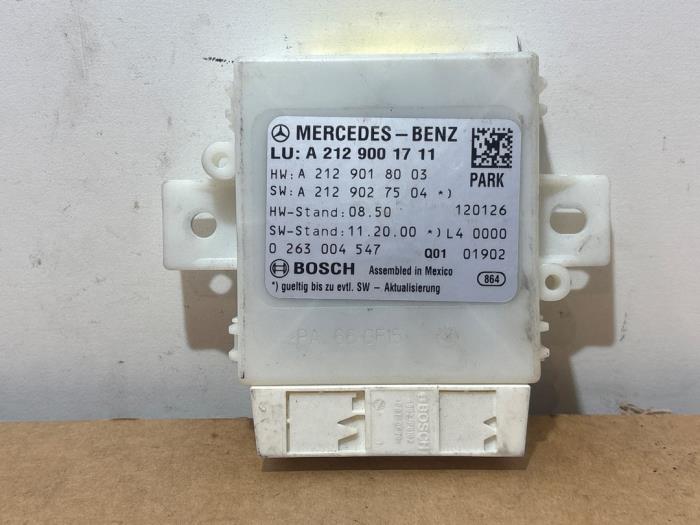 MERCEDES-BENZ
LU: A 212 900 17 11
HW: A 212 901 80 03
PARK
SW: A 212 902 75 04 *)
HW-Stand: 08.50 120126
SW-Stand: 11.20.00 *) L4 0000
0 263 004 547 Q01 01902
BOSCH Assembled in Mexico
*) gueltig bis zu evtl. SW - Aktualisierung
864
BOSCH